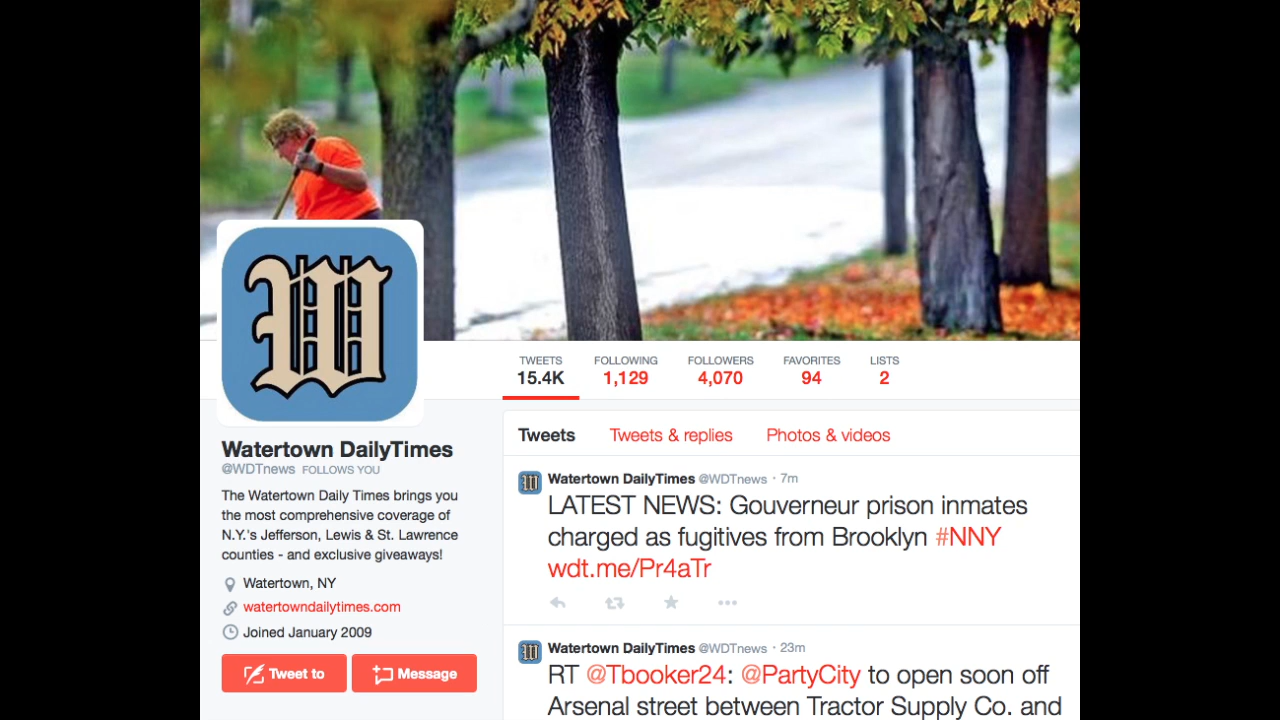 W
TWEETS FOLLOWING FOLLOWERS FAVORITES LISTS
15.4K 1,129 4,070 94 2
Watertown DailyTimes
@WDTnews FOLLOWS YOU
The Watertown Daily Times brings you
the most comprehensive coverage of
N.Y.'s Jefferson, Lewis & St. Lawrence
counties - and exclusive giveaways!
Watertown, NY
watertowndailytimes.com
Joined January 2009
Tweet to Message
Tweets Tweets & replies Photos & videos
W Watertown DailyTimes @WDTnews · 7m
LATEST NEWS: Gouverneur prison inmates
charged as fugitives from Brooklyn #NNY
wdt.me/Pr4aTr
W Watertown DailyTimes @WDTnews · 23m
RT @Tbooker24: @PartyCity to open soon off
Arsenal street between Tractor Supply Co. and